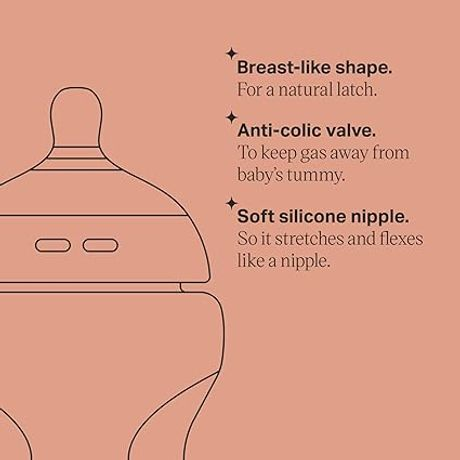 Breast-like shape.
For a natural latch.
Anti-colic valve.
To keep gas away from
baby's tummy.
Soft silicone nipple.
So it stretches and flexes
like a nipple.